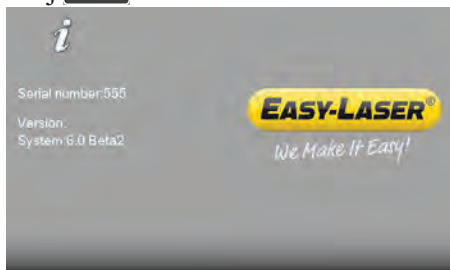 Serial number:555
Version:
System:6.0 Beta2
EASY-LASER®
We Make It Easy!